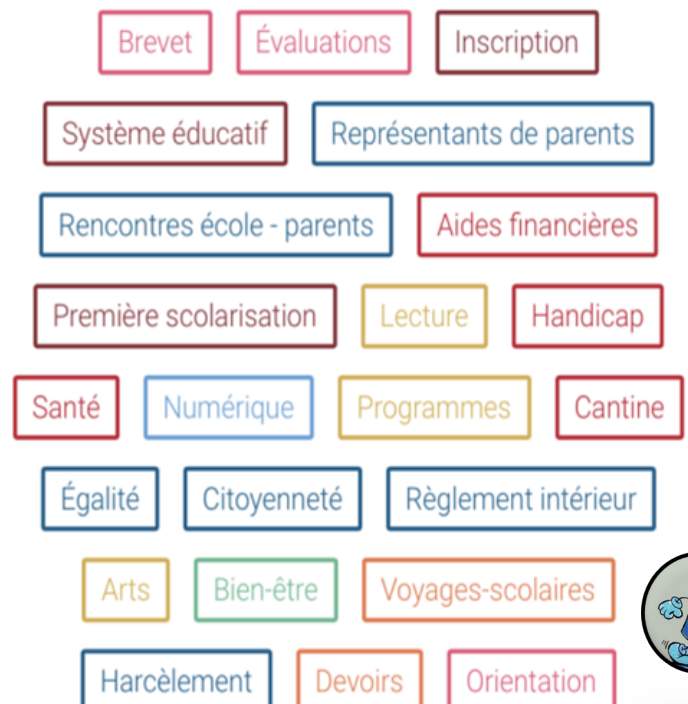 Brevet Évaluations Inscription
Système éducatif Représentants de parents
Rencontres école - parents Aides financières
Première scolarisation Lecture Handicap
Santé Numérique Programmes Cantine
Égalité Citoyenneté Règlement intérieur
Arts Bien-être Voyages-scolaires
Harcèlement Devoirs Orientation